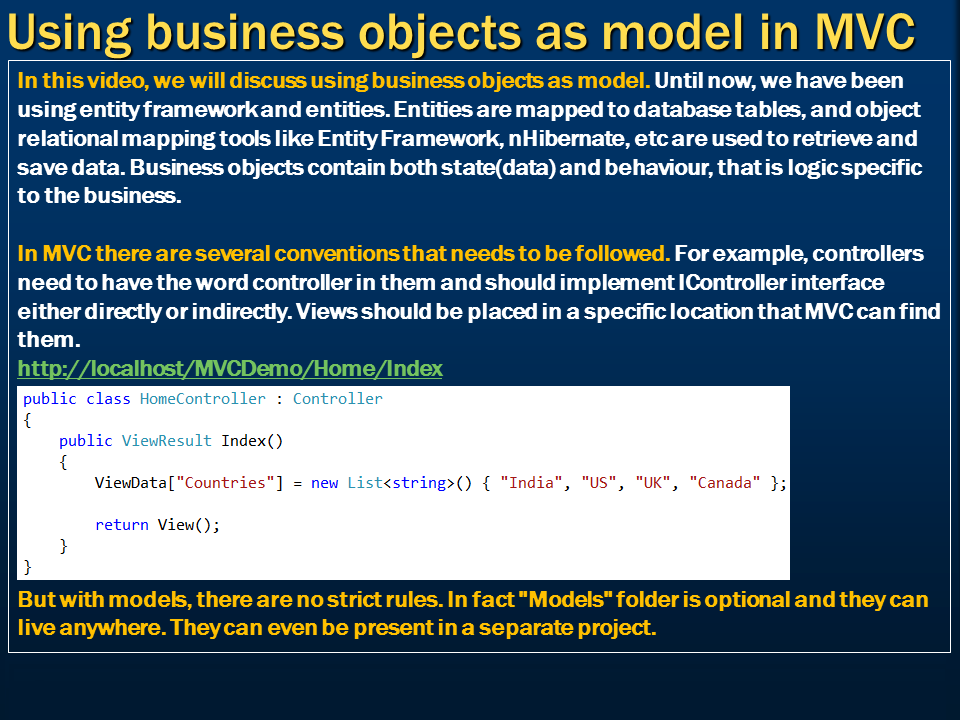 Using business objects as model in MVC
In this video, we will discuss using business objects as model. Until now, we have been
using entity framework and entities. Entities are mapped to database tables, and object
relational mapping tools like Entity Framework, nHibernate, etc are used to retrieve and
save data. Business objects contain both state(data) and behaviour, that is logic specific
to the business.
In MVC there are several conventions that needs to be followed. For example, controllers
need to have the word controller in them and should implement IController interface
either directly or indirectly. Views should be placed in a specific location that MVC can find
them.
http://localhost/MVCDemo/Home/Index
public class HomeController : Controller
{
    public ViewResult Index()
    {
        ViewData["Countries"] = new List<string>() { "India", "US", "UK", "Canada" };
        return View();
    }
}
But with models, there are no strict rules. In fact "Models" folder is optional and they can
live anywhere. They can even be present in a separate project.